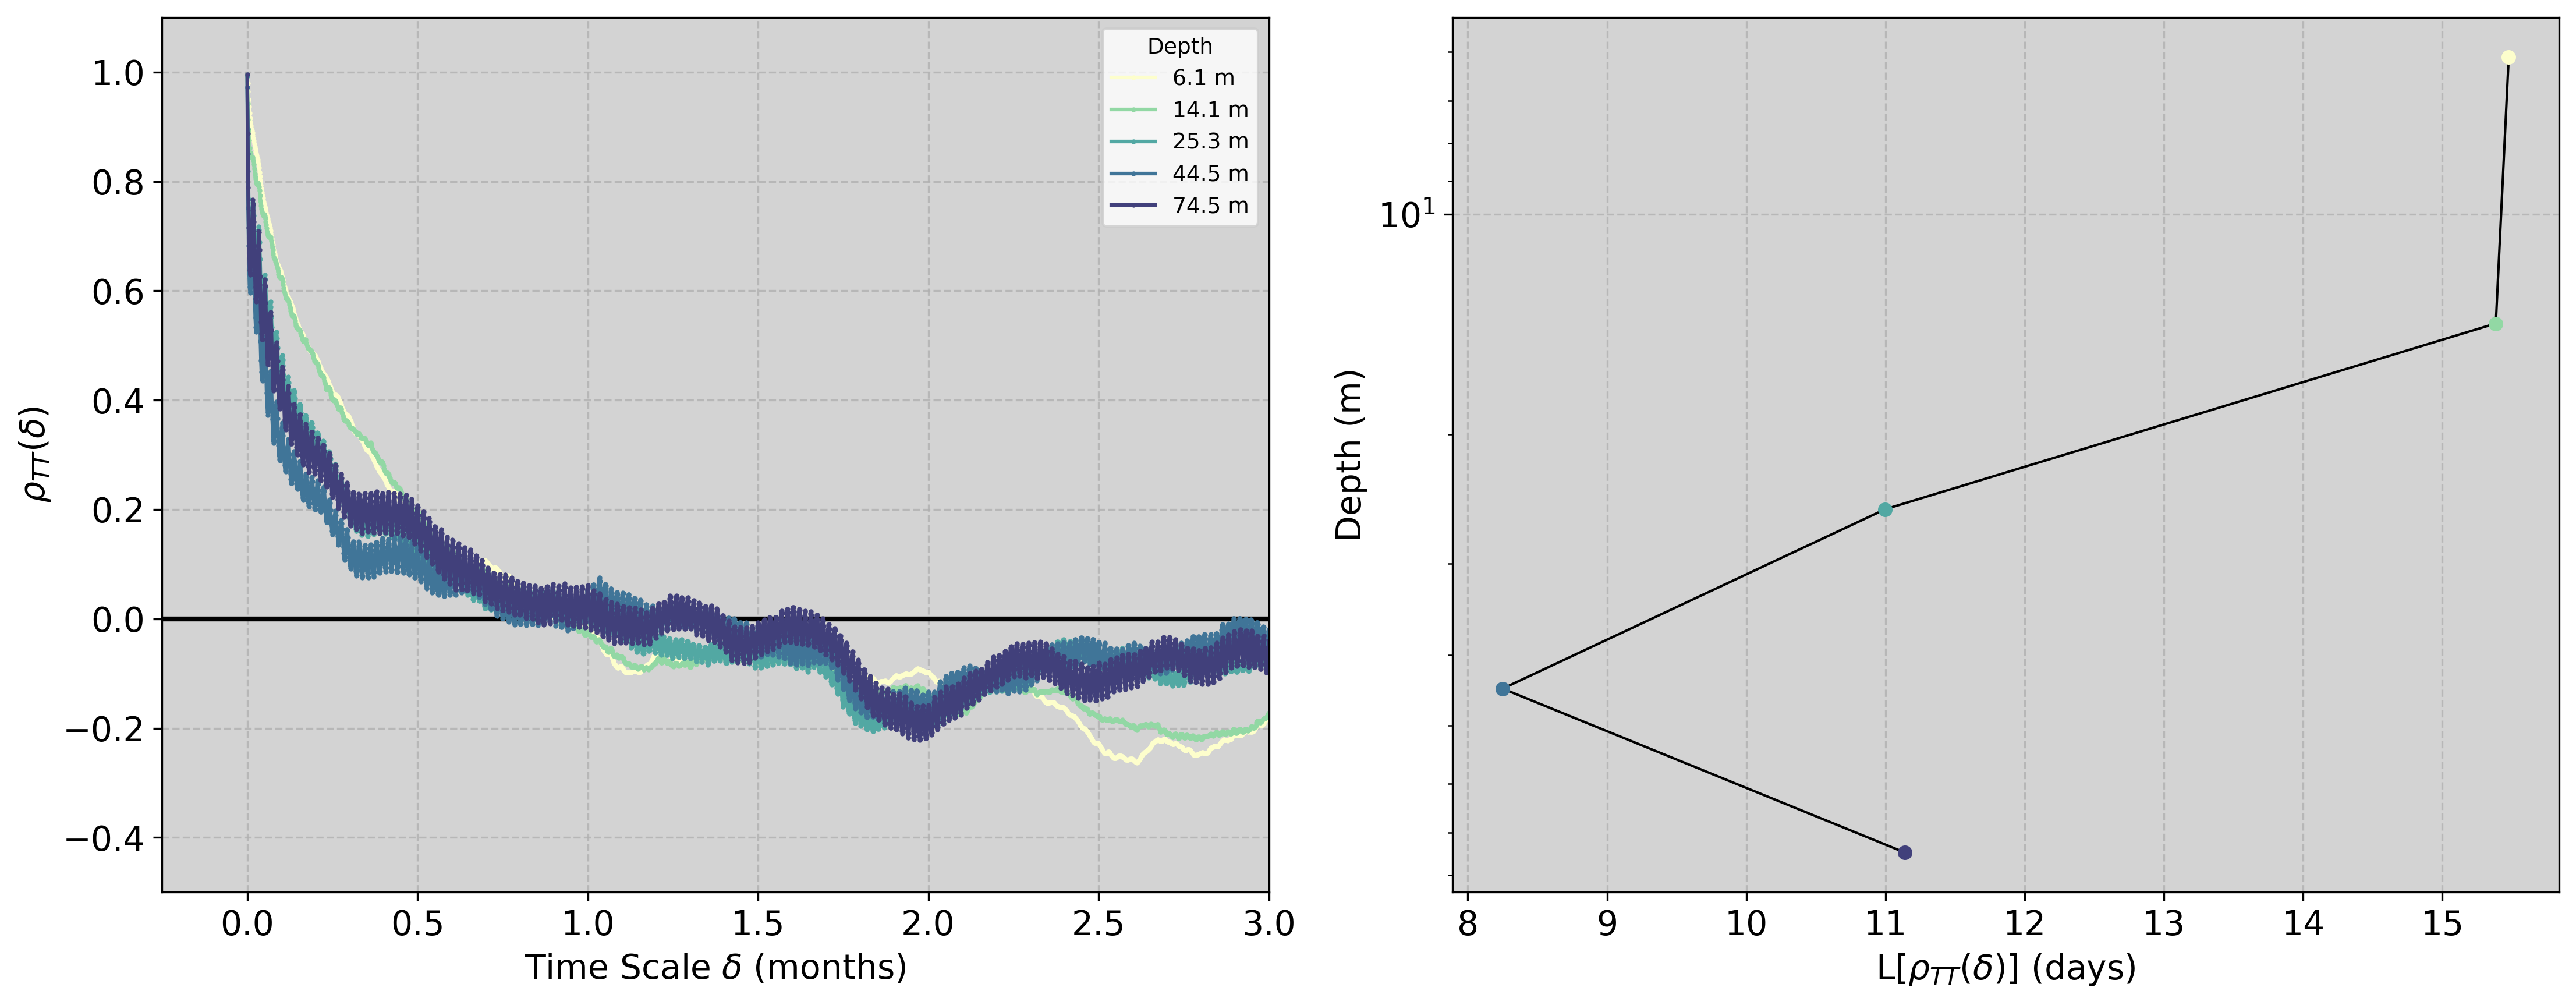 1.0
0.8
0.6
0.4
0.2
0.0
−0.2
−0.4
ρTT(δ)
0.0 0.5 1.0 1.5 2.0 2.5 3.0
Time Scale δ (months)
Depth
6.1 m
14.1 m
25.3 m
44.5 m
74.5 m
10¹
Depth (m)
8 9 10 11 12 13 14 15
L[ρTT(δ)] (days)